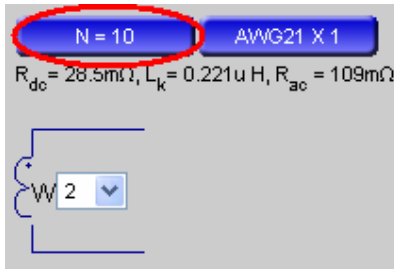 N = 10 AWG21 X 1
Rdc= 28.5mΩ, Lk= 0.221u H, Rac = 109mΩ
W 2